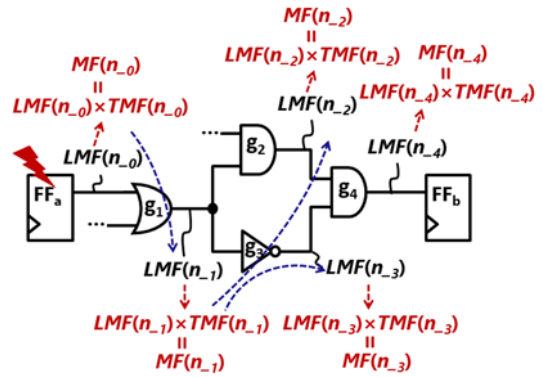 MF(n_2)
=
LMF(n_2)×TMF(n_2)
MF(n_4)
=
LMF(n_4)×TMF(n_4)
MF(n_0)
=
LMF(n_0)×TMF(n_0)
LMF(n_2)
LMF(n_4)
LMF(n_0)
...
g2
FFa
g1
g4
FFb
...
g3
LMF(n_1)
LMF(n_3)
LMF(n_1)×TMF(n_1)
=
MF(n_1)
LMF(n_3)×TMF(n_3)
=
MF(n_3)